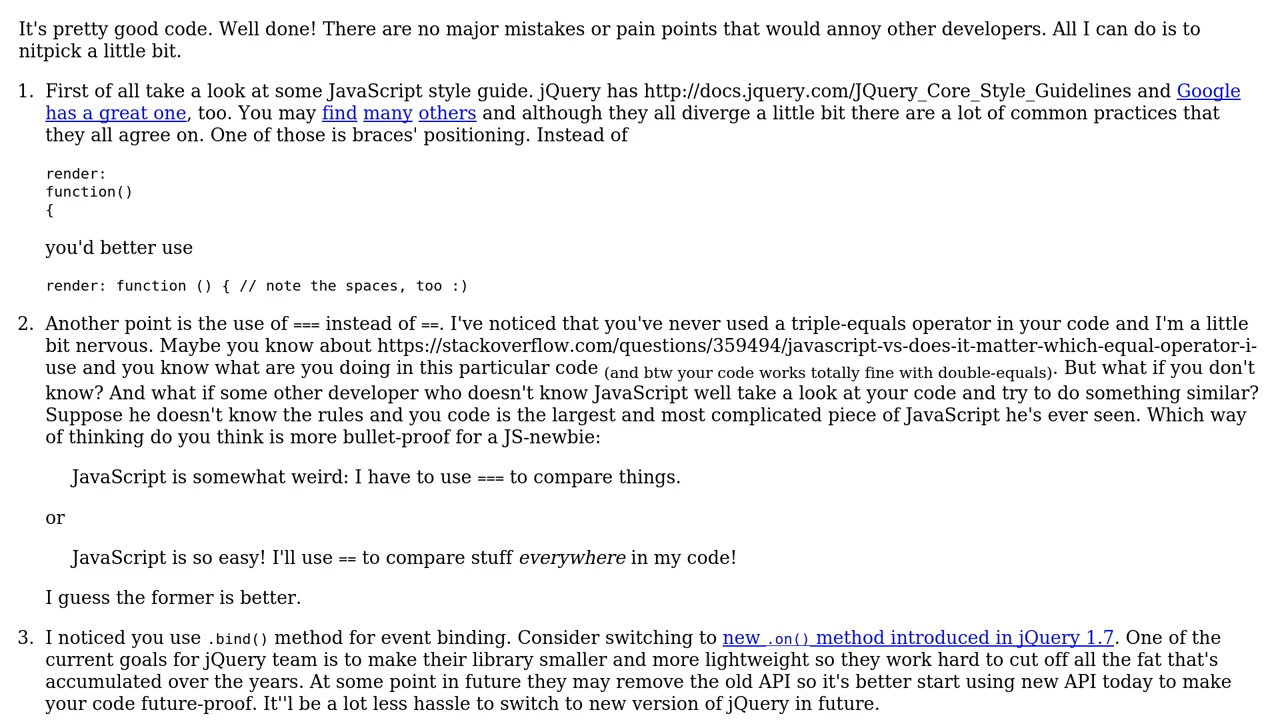 It's pretty good code. Well done! There are no major mistakes or pain points that would annoy other developers. All I can do is to
nitpick a little bit.
1. First of all take a look at some JavaScript style guide. jQuery has http://docs.jquery.com/JQuery_Core_Style_Guidelines and Google
has a great one, too. You may find many others and although they all diverge a little bit there are a lot of common practices that
they all agree on. One of those is braces' positioning. Instead of
render:
function()
{
you'd better use
render: function () { // note the spaces, too :)
2. Another point is the use of === instead of ==. I've noticed that you've never used a triple-equals operator in your code and I'm a little
bit nervous. Maybe you know about https://stackoverflow.com/questions/359494/javascript-vs-does-it-matter-which-equal-operator-i-
use and you know what are you doing in this particular code (and btw your code works totally fine with double-equals). But what if you don't
know? And what if some other developer who doesn't know JavaScript well take a look at your code and try to do something similar?
Suppose he doesn't know the rules and you code is the largest and most complicated piece of JavaScript he's ever seen. Which way
of thinking do you think is more bullet-proof for a JS-newbie:
JavaScript is somewhat weird: I have to use === to compare things.
or
JavaScript is so easy! I'll use == to compare stuff everywhere in my code!
I guess the former is better.
3. I noticed you use .bind() method for event binding. Consider switching to new .on() method introduced in jQuery 1.7. One of the
current goals for jQuery team is to make their library smaller and more lightweight so they work hard to cut off all the fat that's
accumulated over the years. At some point in future they may remove the old API so it's better start using new API today to make
your code future-proof. It''l be a lot less hassle to switch to new version of jQuery in future.